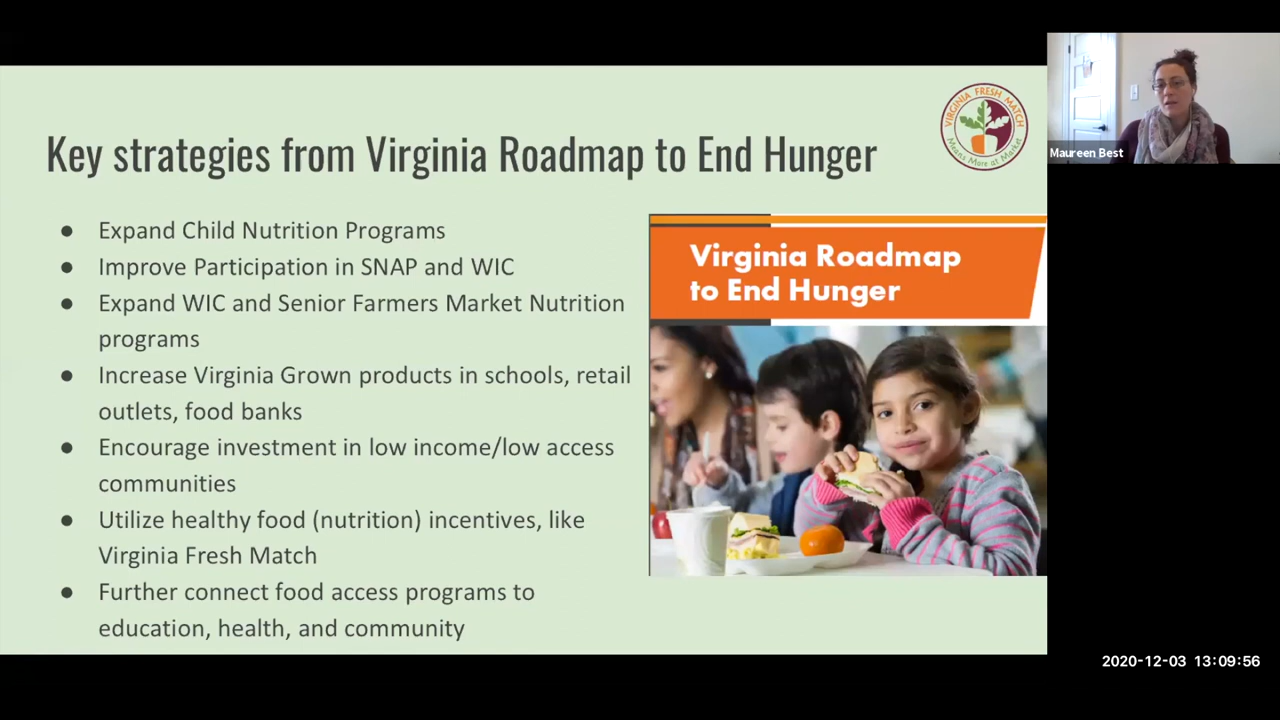 Key strategies from Virginia Roadmap to End Hunger
VIRGINIA FRESH MATCH
Means More at Market
Maureen Best
● Expand Child Nutrition Programs
● Improve Participation in SNAP and WIC
● Expand WIC and Senior Farmers Market Nutrition
programs
● Increase Virginia Grown products in schools, retail
outlets, food banks
● Encourage investment in low income/low access
communities
● Utilize healthy food (nutrition) incentives, like
Virginia Fresh Match
● Further connect food access programs to
education, health, and community
Virginia Roadmap
to End Hunger
2020-12-03 13:09:56